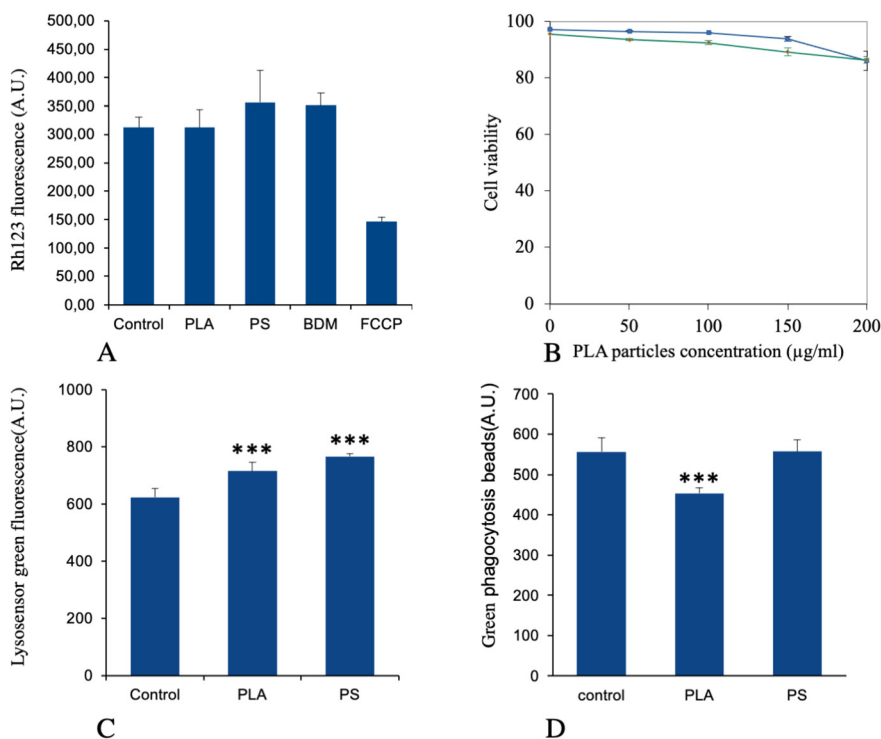 500,00
450,00
400,00
350,00
300,00
250,00
200,00
150,00
100,00
50,00
0,00
Rh123 fluorescence (A.U.)
Control PLA PS BDM FCCP
A
100
80
60
40
20
0
Cell viability
0 50 100 150 200
PLA particles concentration (µg/ml)
B
1000
800
600
400
200
0
Lysosensor green fluorescence(A.U.)
***
***
Control PLA PS
C
700
600
500
400
300
200
100
0
Green phagocytosis beads(A.U.)
***
control PLA PS
D